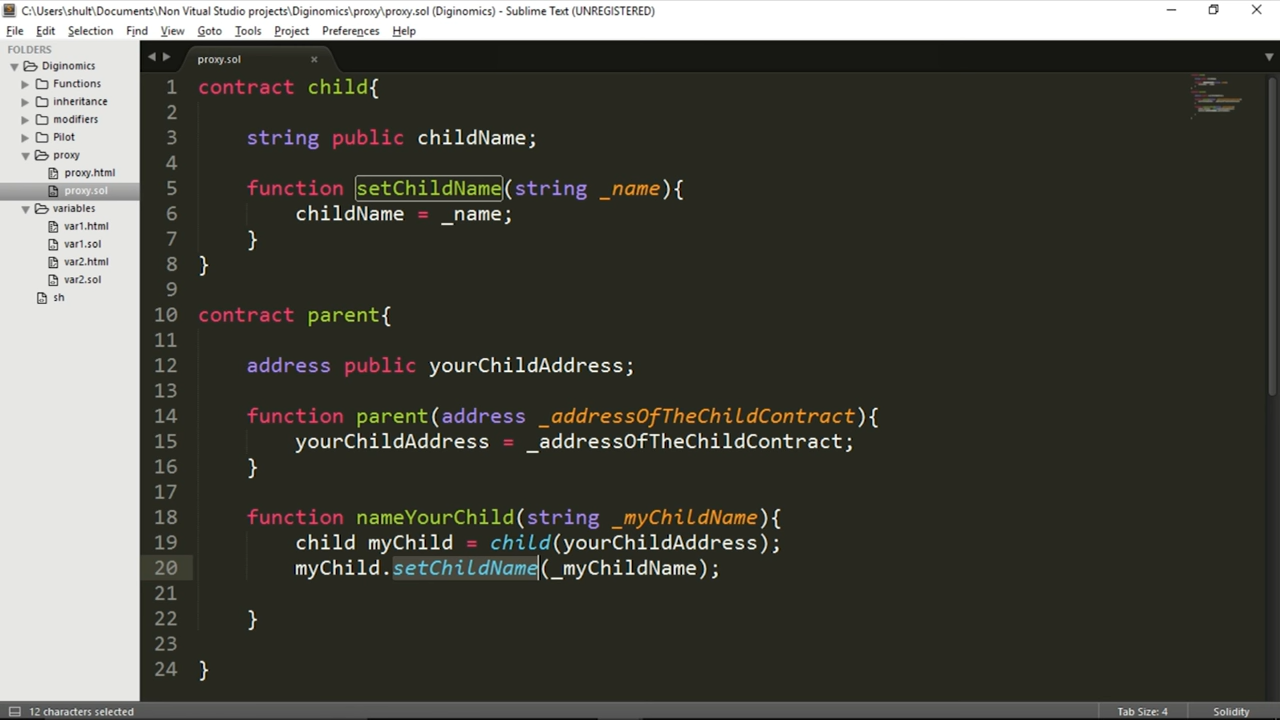 C:\Users\shult\Documents\Non Vitual Studio projects\Diginomics\proxy\proxy.sol (Diginomics) - Sublime Text (UNREGISTERED)
File Edit Selection Find View Goto Tools Project Preferences Help
FOLDERS
Diginomics
Functions
inheritance
modifiers
Pilot
proxy
proxy.html
proxy.sol
variables
var1.html
var1.sol
var2.html
var2.sol
sh
proxy.sol ×
1 contract child{
2
3     string public childName;
4
5     function setChildName(string _name){
6         childName = _name;
7     }
8 }
9
10 contract parent{
11
12     address public yourChildAddress;
13
14     function parent(address _addressOfTheChildContract){
15         yourChildAddress = _addressOfTheChildContract;
16     }
17
18     function nameYourChild(string _myChildName){
19         child myChild = child(yourChildAddress);
20         myChild.setChildName(_myChildName);
21
22     }
23
24 }
12 characters selected
Tab Size: 4
Solidity